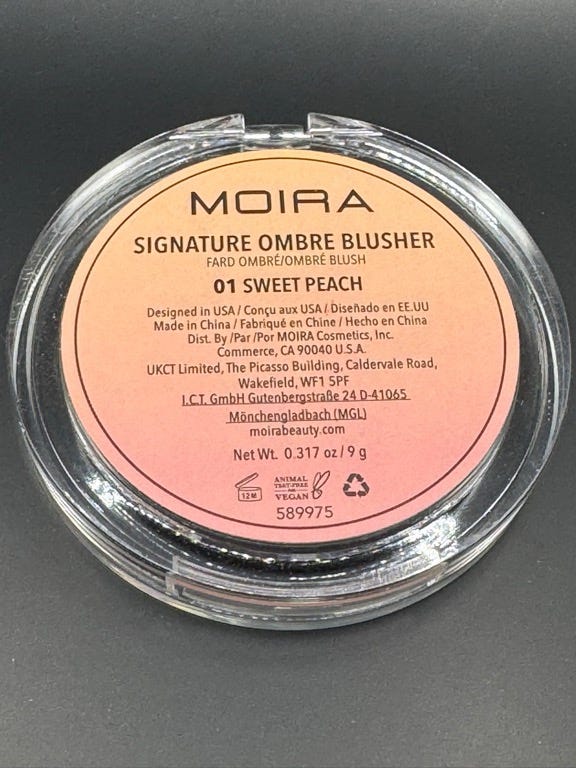 MOIRA
SIGNATURE OMBRE BLUSHER
FARD OMBRÉ/OMBRÉ BLUSH
01 SWEET PEACH
Designed in USA / Conçu aux USA / Diseñado en EE.UU
Made in China / Fabriqué en Chine / Hecho en China
Dist. By /Par /Por MOIRA Cosmetics, Inc.
Commerce, CA 90040 U.S.A.
UKCT Limited, The Picasso Building, Caldervale Road,
Wakefield, WF1 5PF
I.C.T. GmbH Gutenbergstraße 24 D-41065
Mönchengladbach (MGL)
moirabeauty.com
Net Wt. 0.317 oz / 9 g
12 M
ANIMAL
TEST-FREE
VEGAN
589975